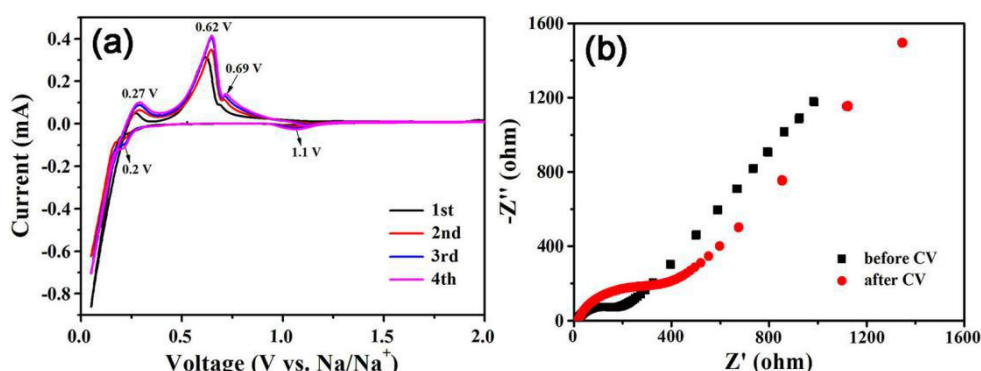 (a)
0.62 V
0.69 V
0.27 V
0.2 V
1.1 V
1st
2nd
3rd
4th
0.4
0.2
0.0
-0.2
-0.4
-0.6
-0.8
Current (mA)
0.0 0.5 1.0 1.5 2.0
Voltage (V vs. Na/Na+)
(b)
1600
1200
800
400
0
-Z'' (ohm)
before CV
after CV
0 400 800 1200 1600
Z' (ohm)